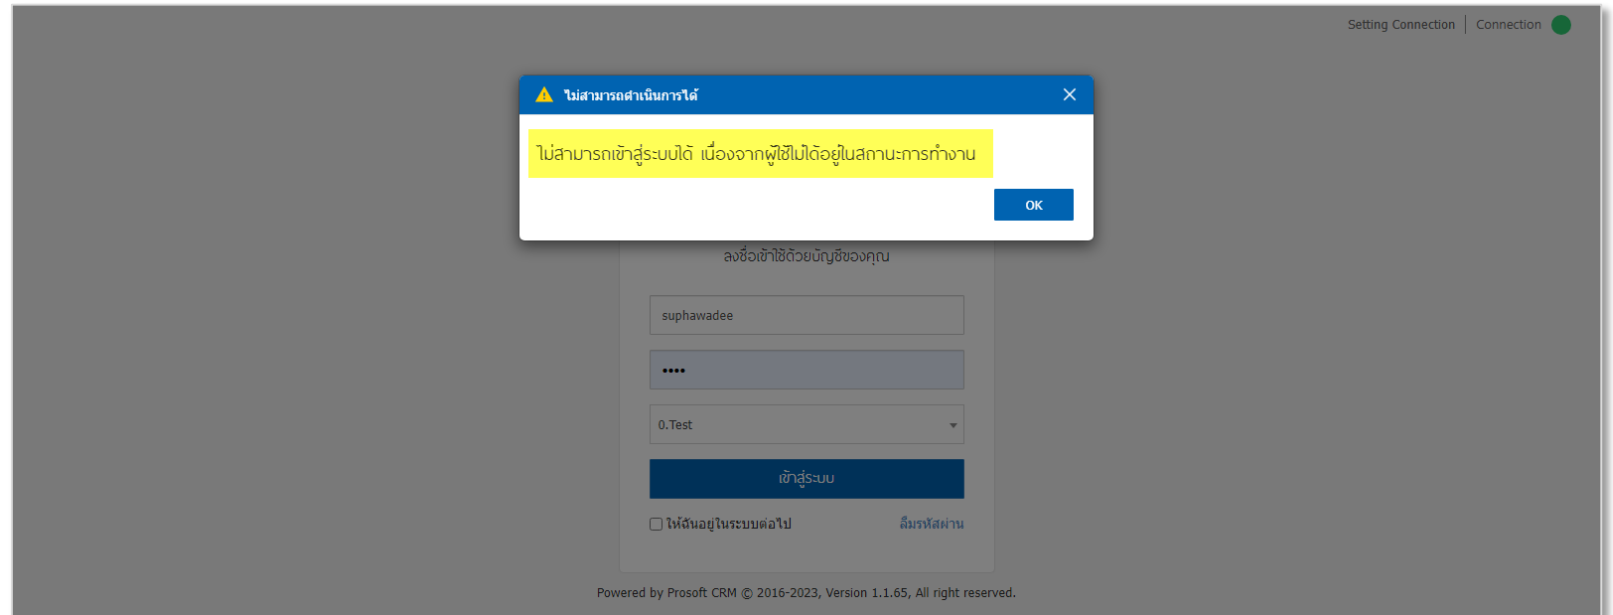 Setting Connection | Connection
ไม่สามารถดำเนินการได้
ไม่สามารถเข้าสู่ระบบได้ เนื่องจากผู้ใช้ไม่ได้อยู่ในสถานะการทำงาน
OK
ลงชื่อเข้าใช้ด้วยบัญชีของคุณ
suphawadee
••••
0.Test
เข้าสู่ระบบ
ให้ฉันอยู่ในระบบต่อไป ลืมรหัสผ่าน
Powered by Prosoft CRM © 2016-2023, Version 1.1.65, All right reserved.